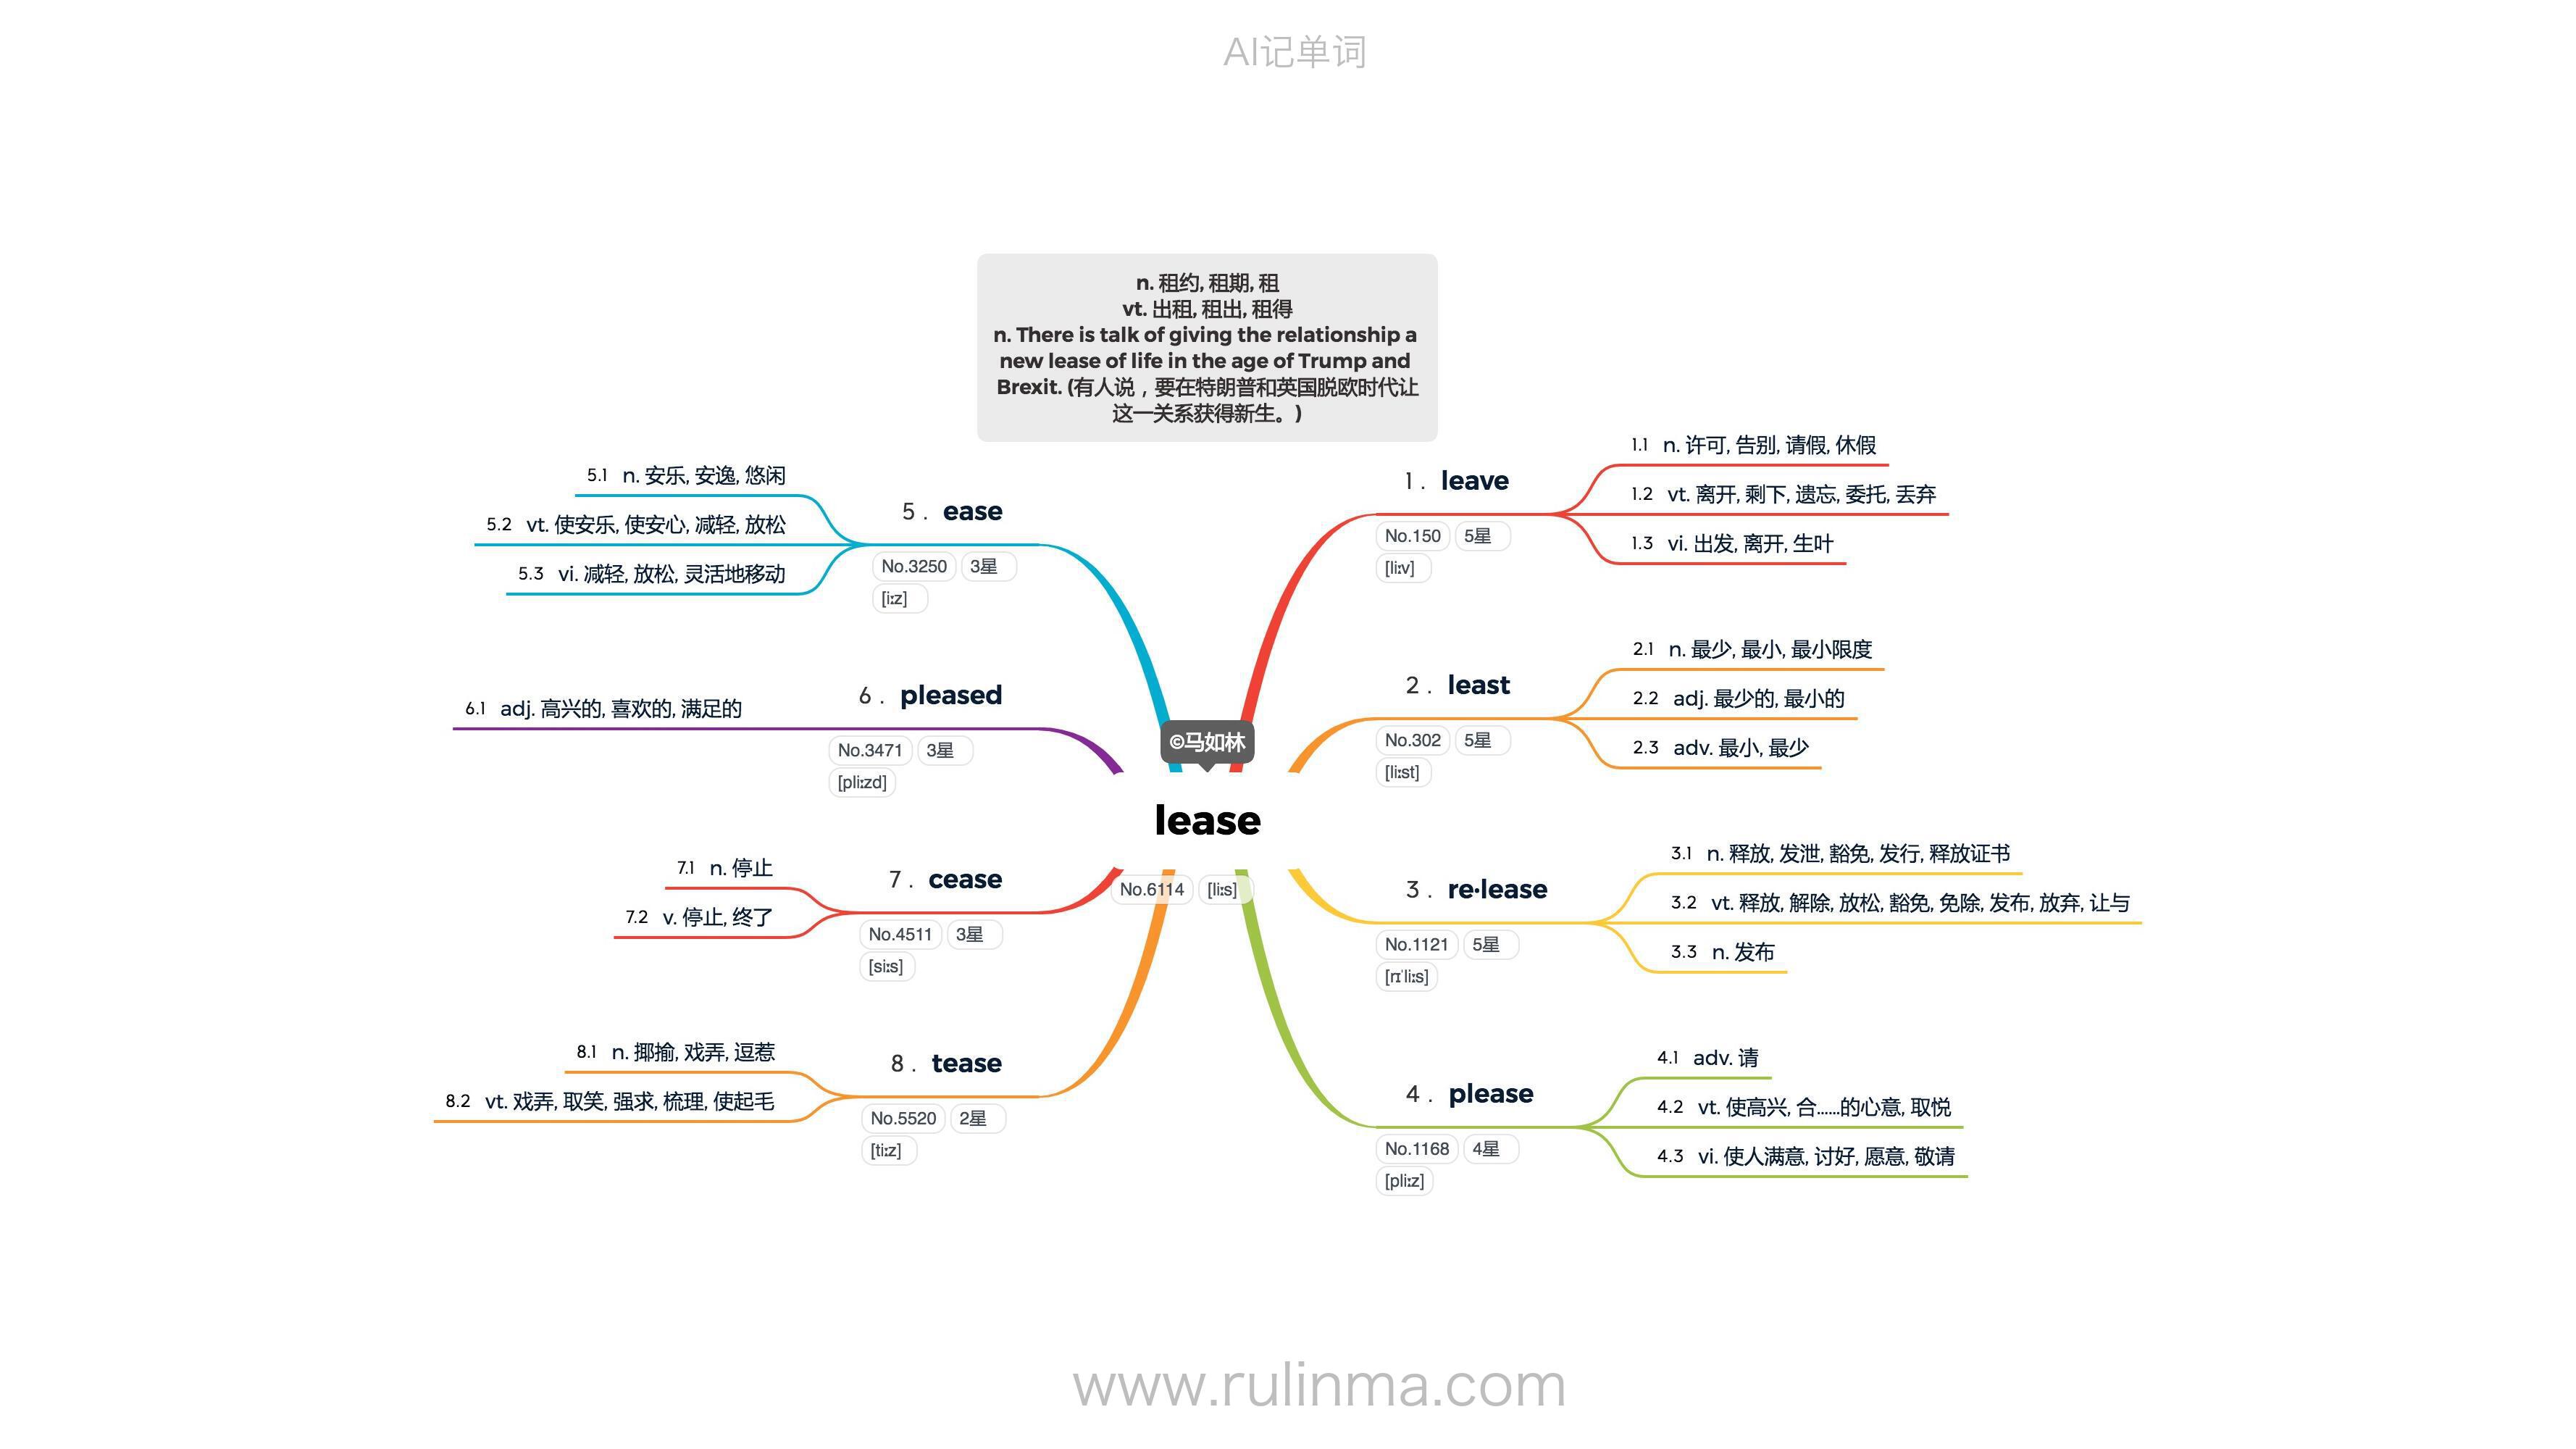 AI记单词
n. 租约, 租期, 租
vt. 出租, 租出, 租得
n. There is talk of giving the relationship a
new lease of life in the age of Trump and
Brexit. (有人说，要在特朗普和英国脱欧时代让
这一关系获得新生。)
©马如林
lease
No.6114 [li:s]
1. leave
No.150 5星
[li:v]
1.1 n. 许可, 告别, 请假, 休假
1.2 vt. 离开, 剩下, 遗忘, 委托, 丢弃
1.3 vi. 出发, 离开, 生叶
2. least
No.302 5星
[li:st]
2.1 n. 最少, 最小, 最小限度
2.2 adj. 最少的, 最小的
2.3 adv. 最小, 最少
3. re·lease
No.1121 5星
[rɪˈli:s]
3.1 n. 释放, 发泄, 豁免, 发行, 释放证书
3.2 vt. 释放, 解除, 放松, 豁免, 免除, 发布, 放弃, 让与
3.3 n. 发布
4. please
No.1168 4星
[pli:z]
4.1 adv. 请
4.2 vt. 使高兴, 合......的心意, 取悦
4.3 vi. 使人满意, 讨好, 愿意, 敬请
5. ease
No.3250 3星
[i:z]
5.1 n. 安乐, 安逸, 悠闲
5.2 vt. 使安乐, 使安心, 减轻, 放松
5.3 vi. 减轻, 放松, 灵活地移动
6. pleased
No.3471 3星
[pli:zd]
6.1 adj. 高兴的, 喜欢的, 满足的
7. cease
No.4511 3星
[si:s]
7.1 n. 停止
7.2 v. 停止, 终了
8. tease
No.5520 2星
[ti:z]
8.1 n. 揶揄, 戏弄, 逗惹
8.2 vt. 戏弄, 取笑, 强求, 梳理, 使起毛
www.rulinma.com